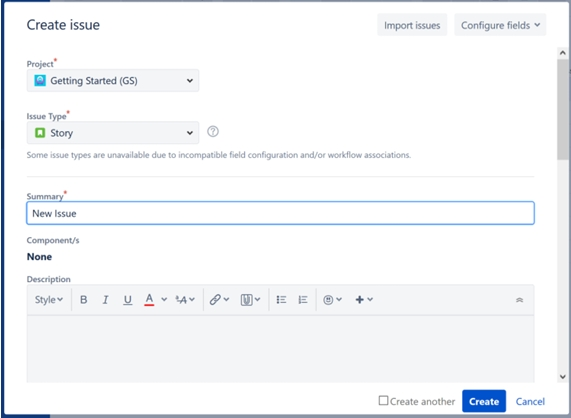 Create issue
Import issues
Configure fields
Project*
Getting Started (GS)
Issue Type*
Story
Some issue types are unavailable due to incompatible field configuration and/or workflow associations.
Summary*
New Issue
Component/s
None
Description
Style B I U A ᵃA
Create another
Create
Cancel